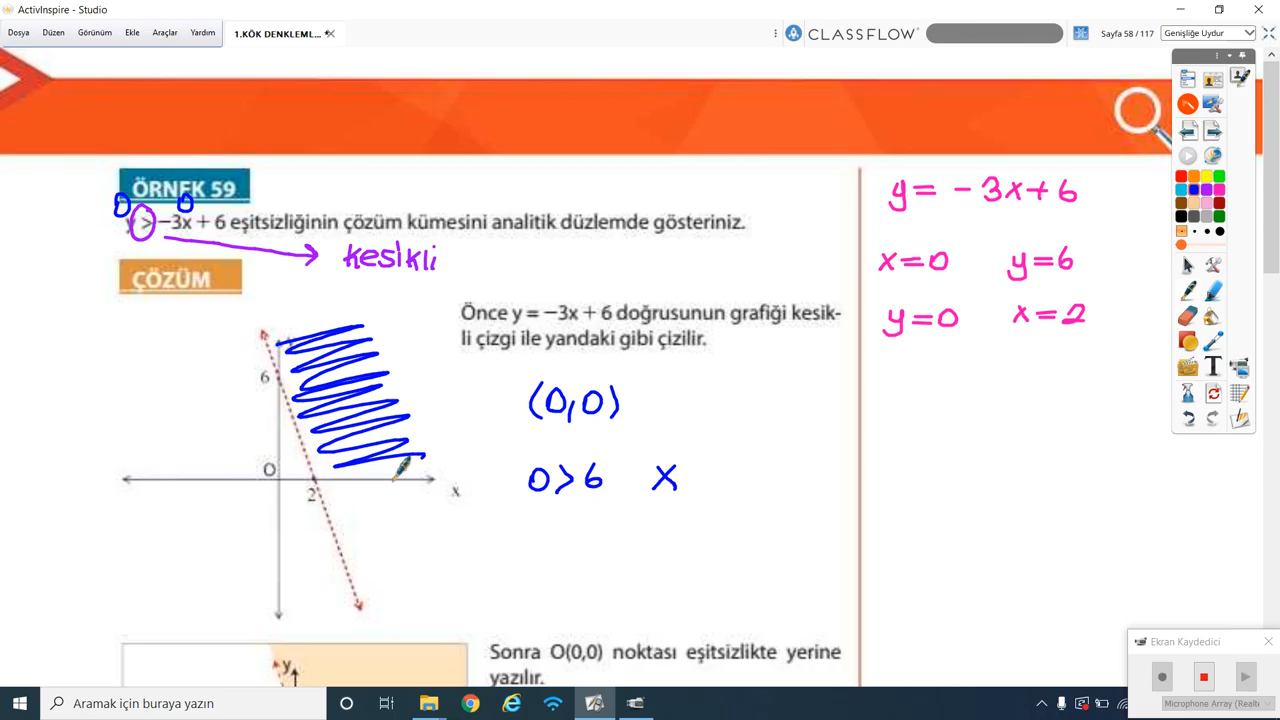 ActivInspire - Studio
Dosya Düzen Görünüm Ekle Araçlar Yardım
1.KÖK DENKLEML...
CLASSFLOW
Sayfa 58 / 117
Genişliğe Uydur
ÖRNEK 59
0 0
y > −3x + 6 eşitsizliğinin çözüm kümesini analitik düzlemde gösteriniz.
kesikli
ÇÖZÜM
Önce y = −3x + 6 doğrusunun grafiği kesik-
li çizgi ile yandaki gibi çizilir.
6
O
2
x
(0,0)
0>6 X
y = -3x+6
x=0 y=6
y=0 x=2
Sonra O(0,0) noktası eşitsizlikte yerine
yazılır.
y
Ekran Kaydedici
Microphone Array (Realte
Aramak için buraya yazın